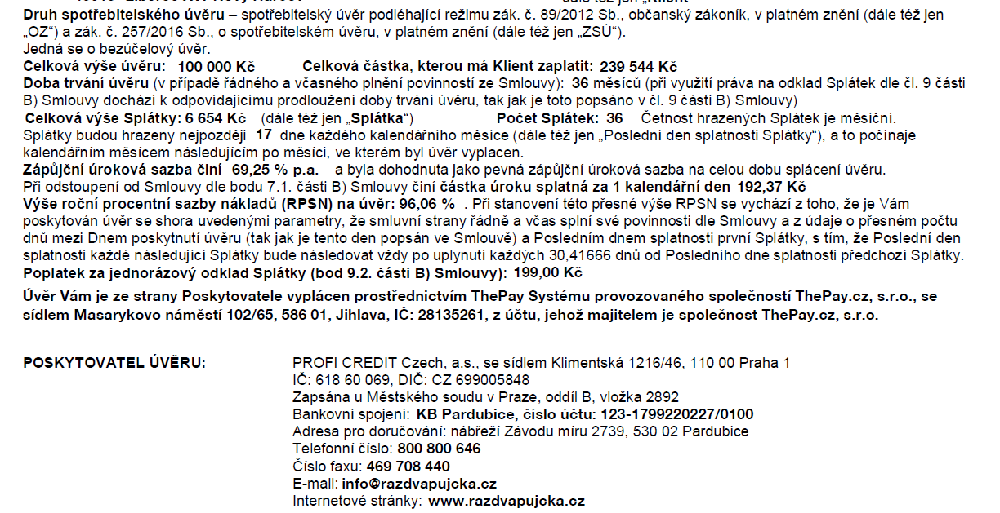 dále též jen „Klient“
Druh spotřebitelského úvěru – spotřebitelský úvěr podléhající režimu zák. č. 89/2012 Sb., občanský zákoník, v platném znění (dále též jen
„OZ“) a zák. č. 257/2016 Sb., o spotřebitelském úvěru, v platném znění (dále též jen „ZSÚ“).
Jedná se o bezúčelový úvěr.
Celková výše úvěru: 100 000 Kč Celková částka, kterou má Klient zaplatit: 239 544 Kč
Doba trvání úvěru (v případě řádného a včasného plnění povinností ze Smlouvy): 36 měsíců (při využití práva na odklad Splátek dle čl. 9 části
B) Smlouvy dochází k odpovídajícímu prodloužení doby trvání úvěru, tak jak je toto popsáno v čl. 9 části B) Smlouvy)
Celková výše Splátky: 6 654 Kč (dále též jen „Splátka“) Počet Splátek: 36 Četnost hrazených Splátek je měsíční.
Splátky budou hrazeny nejpozději 17 dne každého kalendářního měsíce (dále též jen „Poslední den splatnosti Splátky“), a to počínaje
kalendářním měsícem následujícím po měsíci, ve kterém byl úvěr vyplacen.
Zápůjční úroková sazba činí 69,25 % p.a. a byla dohodnuta jako pevná zápůjční úroková sazba na celou dobu splácení úvěru.
Při odstoupení od Smlouvy dle bodu 7.1. části B) Smlouvy činí částka úroku splatná za 1 kalendářní den 192,37 Kč
Výše roční procentní sazby nákladů (RPSN) na úvěr: 96,06 % . Při stanovení této přesné výše RPSN se vychází z toho, že je Vám
poskytován úvěr se shora uvedenými parametry, že smluvní strany řádně a včas splní své povinnosti dle Smlouvy a z údaje o přesném počtu
dnů mezi Dnem poskytnutí úvěru (tak jak je tento den popsán ve Smlouvě) a Posledním dnem splatnosti první Splátky, s tím, že Poslední den
splatnosti každé následující Splátky bude následovat vždy po uplynutí každých 30,41666 dnů od Posledního dne splatnosti předchozí Splátky.
Poplatek za jednorázový odklad Splátky (bod 9.2. části B) Smlouvy): 199,00 Kč
Úvěr Vám je ze strany Poskytovatele vyplácen prostřednictvím ThePay Systému provozovaného společností ThePay.cz, s.r.o., se
sídlem Masarykovo náměstí 102/65, 586 01, Jihlava, IČ: 28135261, z účtu, jehož majitelem je společnost ThePay.cz, s.r.o.
POSKYTOVATEL ÚVĚRU: PROFI CREDIT Czech, a.s., se sídlem Klimentská 1216/46, 110 00 Praha 1
IČ: 618 60 069, DIČ: CZ 699005848
Zapsána u Městského soudu v Praze, oddíl B, vložka 2892
Bankovní spojení: KB Pardubice, číslo účtu: 123-1799220227/0100
Adresa pro doručování: nábřeží Závodu míru 2739, 530 02 Pardubice
Telefonní číslo: 800 800 646
Číslo faxu: 469 708 440
E-mail: info@razdvapujcka.cz
Internetové stránky: www.razdvapujcka.cz